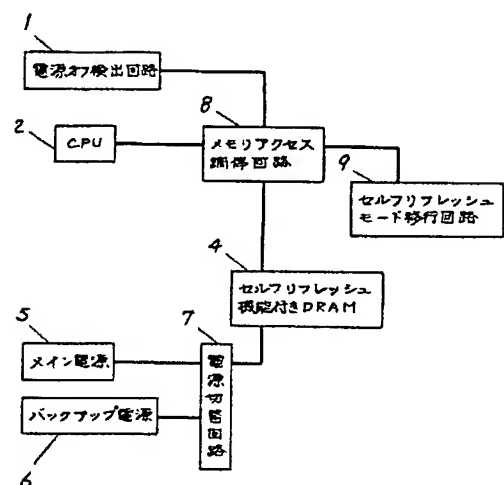 1
電源オフ検出回路
8
2
CPU
メモリアクセス
調停回路
9
セルフリフレッシュ
モード移行回路
4
セルフリフレッシュ
機能付きDRAM
5
7
メイン電源
電源切替回路
バックアップ電源
6